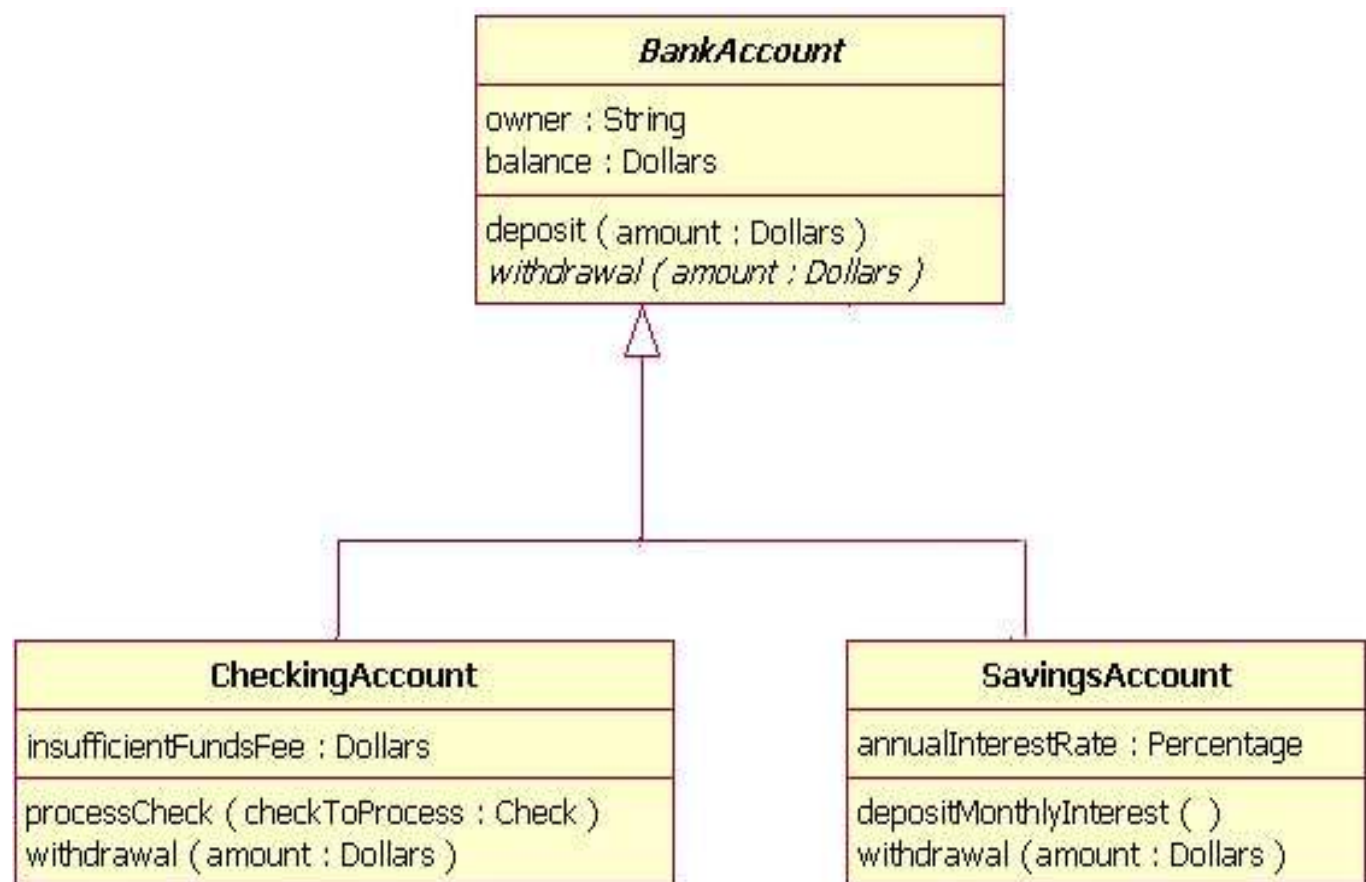 BankAccount
owner : String
balance : Dollars
deposit ( amount : Dollars )
withdrawal ( amount : Dollars )
CheckingAccount
insufficientFundsFee : Dollars
processCheck ( checkToProcess : Check )
withdrawal ( amount : Dollars )
SavingsAccount
annualInterestRate : Percentage
depositMonthlyInterest ( )
withdrawal ( amount : Dollars )